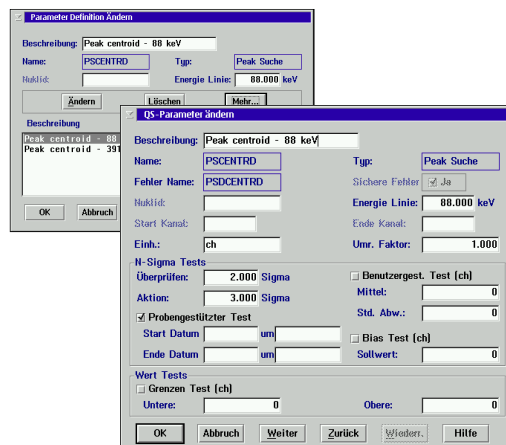 Parameter Definition Ändern
Beschreibung: Peak centroid - 88 keV
Name: PSCENTRD Typ: Peak Suche
Nuklid: Energie Linie: 88.000 keV
Ändern Löschen Mehr...
Beschreibung
Peak centroid - 88
Peak centroid - 391
OK Abbruch
QS-Parameter ändern
Beschreibung: Peak centroid - 88 keV
Name: PSCENTRD Typ: Peak Suche
Fehler Name: PSDCENTRD Sichere Fehler Ja
Nuklid: Energie Linie: 88.000 keV
Start Kanal: Ende Kanal:
Einh.: ch Umr. Faktor: 1.000
N-Sigma Tests
Überprüfen: 2.000 Sigma Benutzergest. Test (ch)
Aktion: 3.000 Sigma Mittel: 0
Probengestützter Test Std. Abw.: 0
Start Datum um
Bias Test (ch)
Ende Datum um Sollwert: 0
Wert Tests
Grenzen Test (ch)
Untere: 0 Obere: 0
OK Abbruch Weiter Zurück Wiederr. Hilfe